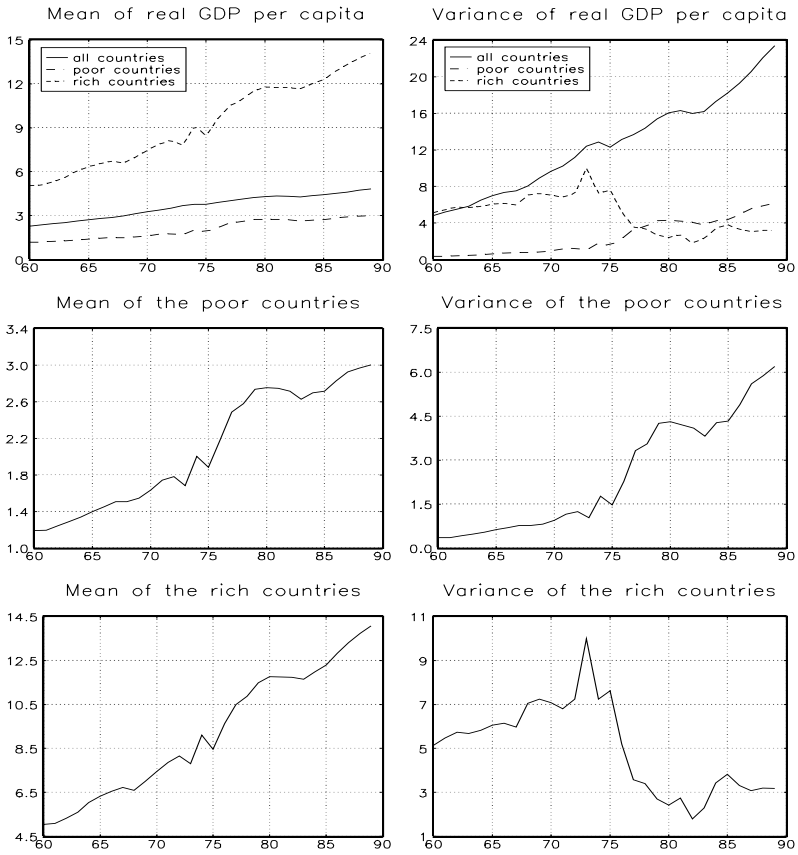 Mean of real GDP per capita
15
12
9
6
3
0
all countries
poor countries
rich countries
60 65 70 75 80 85 90
Variance of real GDP per capita
24
20
16
12
8
4
0
all countries
poor countries
rich countries
60 65 70 75 80 85 90
Mean of the poor countries
3.4
3.0
2.6
2.2
1.8
1.4
1.0
60 65 70 75 80 85 90
Variance of the poor countries
7.5
6.0
4.5
3.0
1.5
0.0
60 65 70 75 80 85 90
Mean of the rich countries
14.5
12.5
10.5
8.5
6.5
4.5
60 65 70 75 80 85 90
Variance of the rich countries
11
9
7
5
3
1
60 65 70 75 80 85 90